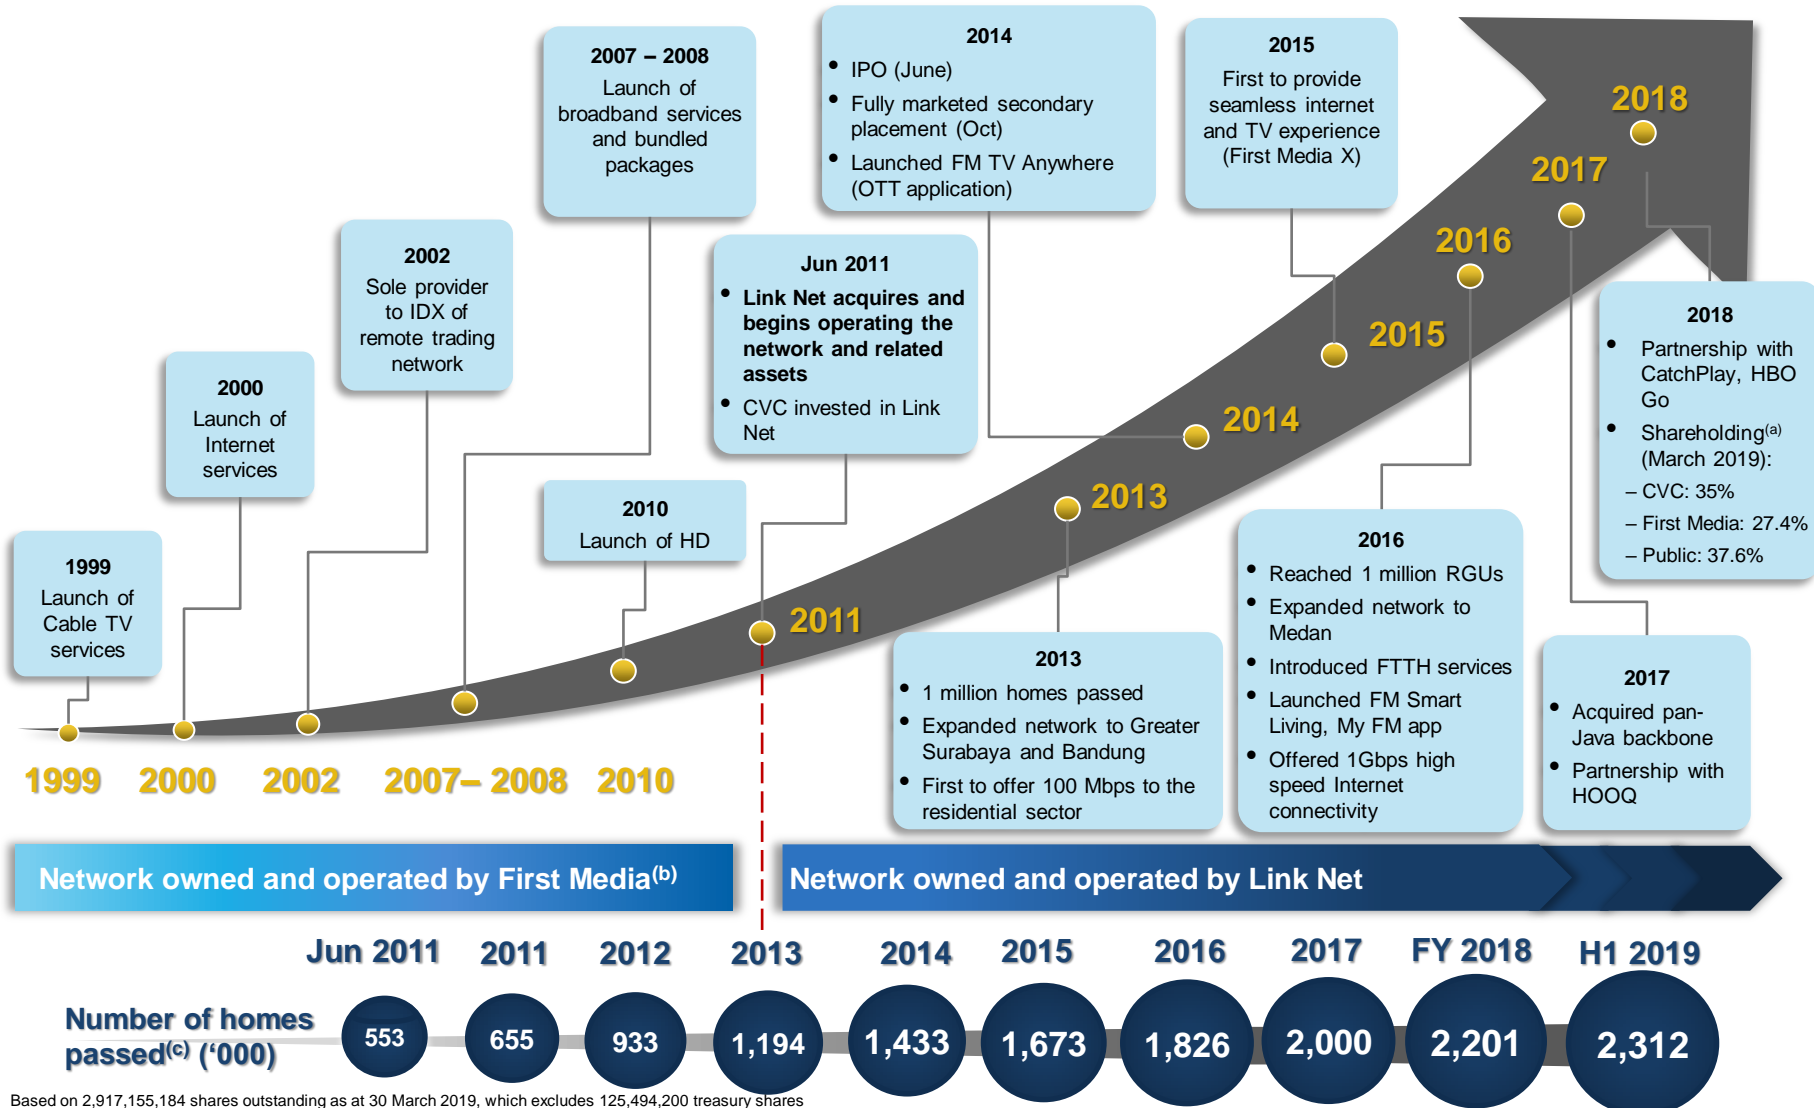 2007 – 2008
Launch of
broadband services
and bundled
packages
2014
• IPO (June)
• Fully marketed secondary
placement (Oct)
• Launched FM TV Anywhere
(OTT application)
2015
First to provide
seamless internet
and TV experience
(First Media X)
2002
Sole provider
to IDX of
remote trading
network
Jun 2011
• Link Net acquires and
begins operating the
network and related
assets
• CVC invested in Link
Net
2000
Launch of
Internet
services
2010
Launch of HD
1999
Launch of
Cable TV
services
2018
2017
2016
2015
2014
2013
2011
2018
• Partnership with
CatchPlay, HBO
Go
• Shareholding(a)
(March 2019):
– CVC: 35%
– First Media: 27.4%
– Public: 37.6%
2016
• Reached 1 million RGUs
• Expanded network to
Medan
• Introduced FTTH services
• Launched FM Smart
Living, My FM app
• Offered 1Gbps high
speed Internet
connectivity
2013
• 1 million homes passed
• Expanded network to Greater
Surabaya and Bandung
• First to offer 100 Mbps to the
residential sector
2017
• Acquired pan-
Java backbone
• Partnership with
HOOQ
1999 2000 2002 2007– 2008 2010
Network owned and operated by First Media(b)
Network owned and operated by Link Net
Jun 2011 2011 2012 2013 2014 2015 2016 2017 FY 2018 H1 2019
Number of homes
passed(c) (‘000)
553 655 933 1,194 1,433 1,673 1,826 2,000 2,201 2,312
Based on 2,917,155,184 shares outstanding as at 30 March 2019, which excludes 125,494,200 treasury shares